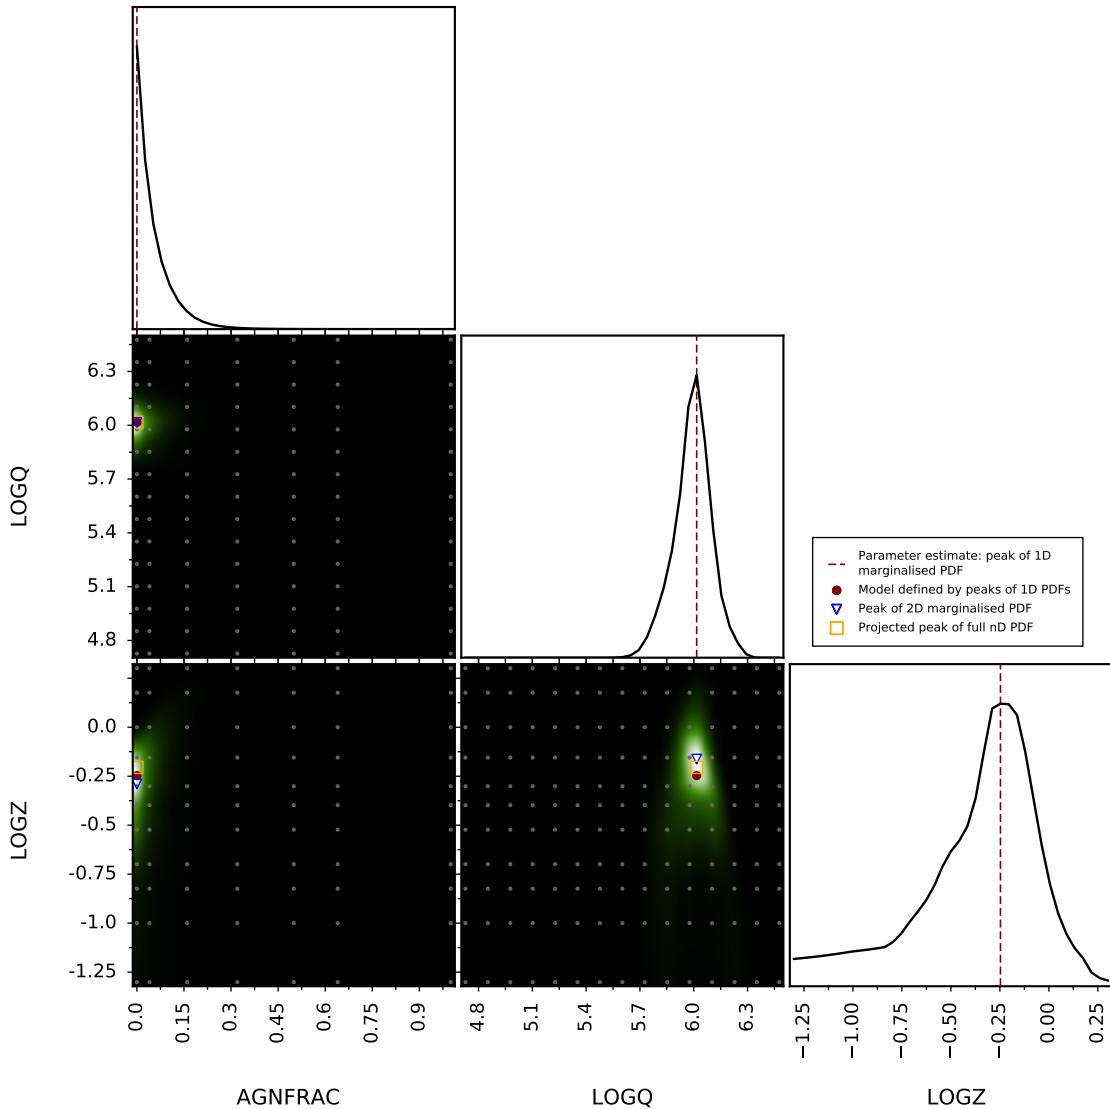 LOGQ
6.3
6.0
5.7
5.4
5.1
4.8
Parameter estimate: peak of 1D
marginalised PDF
Model defined by peaks of 1D PDFs
Peak of 2D marginalised PDF
Projected peak of full nD PDF
LOGZ
0.0
-0.25
-0.5
-0.75
-1.0
-1.25
0.0 0.15 0.3 0.45 0.6 0.75 0.9
4.8 5.1 5.4 5.7 6.0 6.3
−1.25 −1.00 −0.75 −0.50 −0.25 0.00 0.25
AGNFRAC LOGQ LOGZ